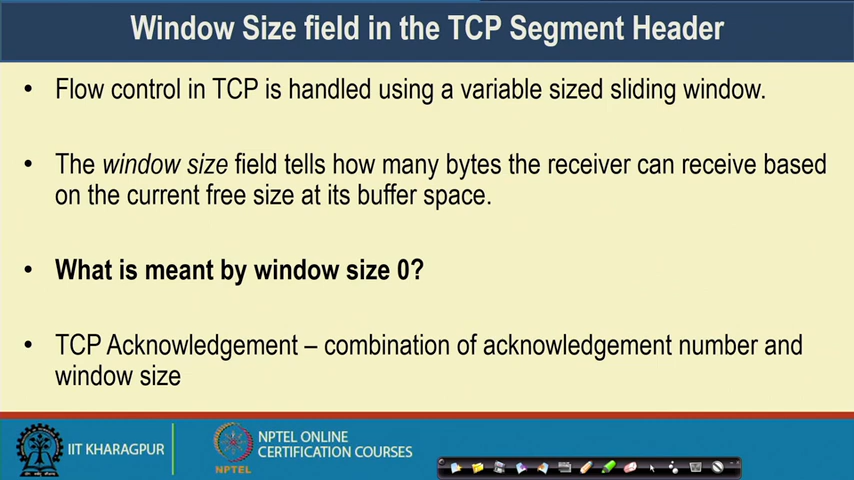 Window Size field in the TCP Segment Header
• Flow control in TCP is handled using a variable sized sliding window.
• The window size field tells how many bytes the receiver can receive based
on the current free size at its buffer space.
• What is meant by window size 0?
• TCP Acknowledgement – combination of acknowledgement number and
window size
IIT KHARAGPUR
NPTEL
NPTEL ONLINE
CERTIFICATION COURSES